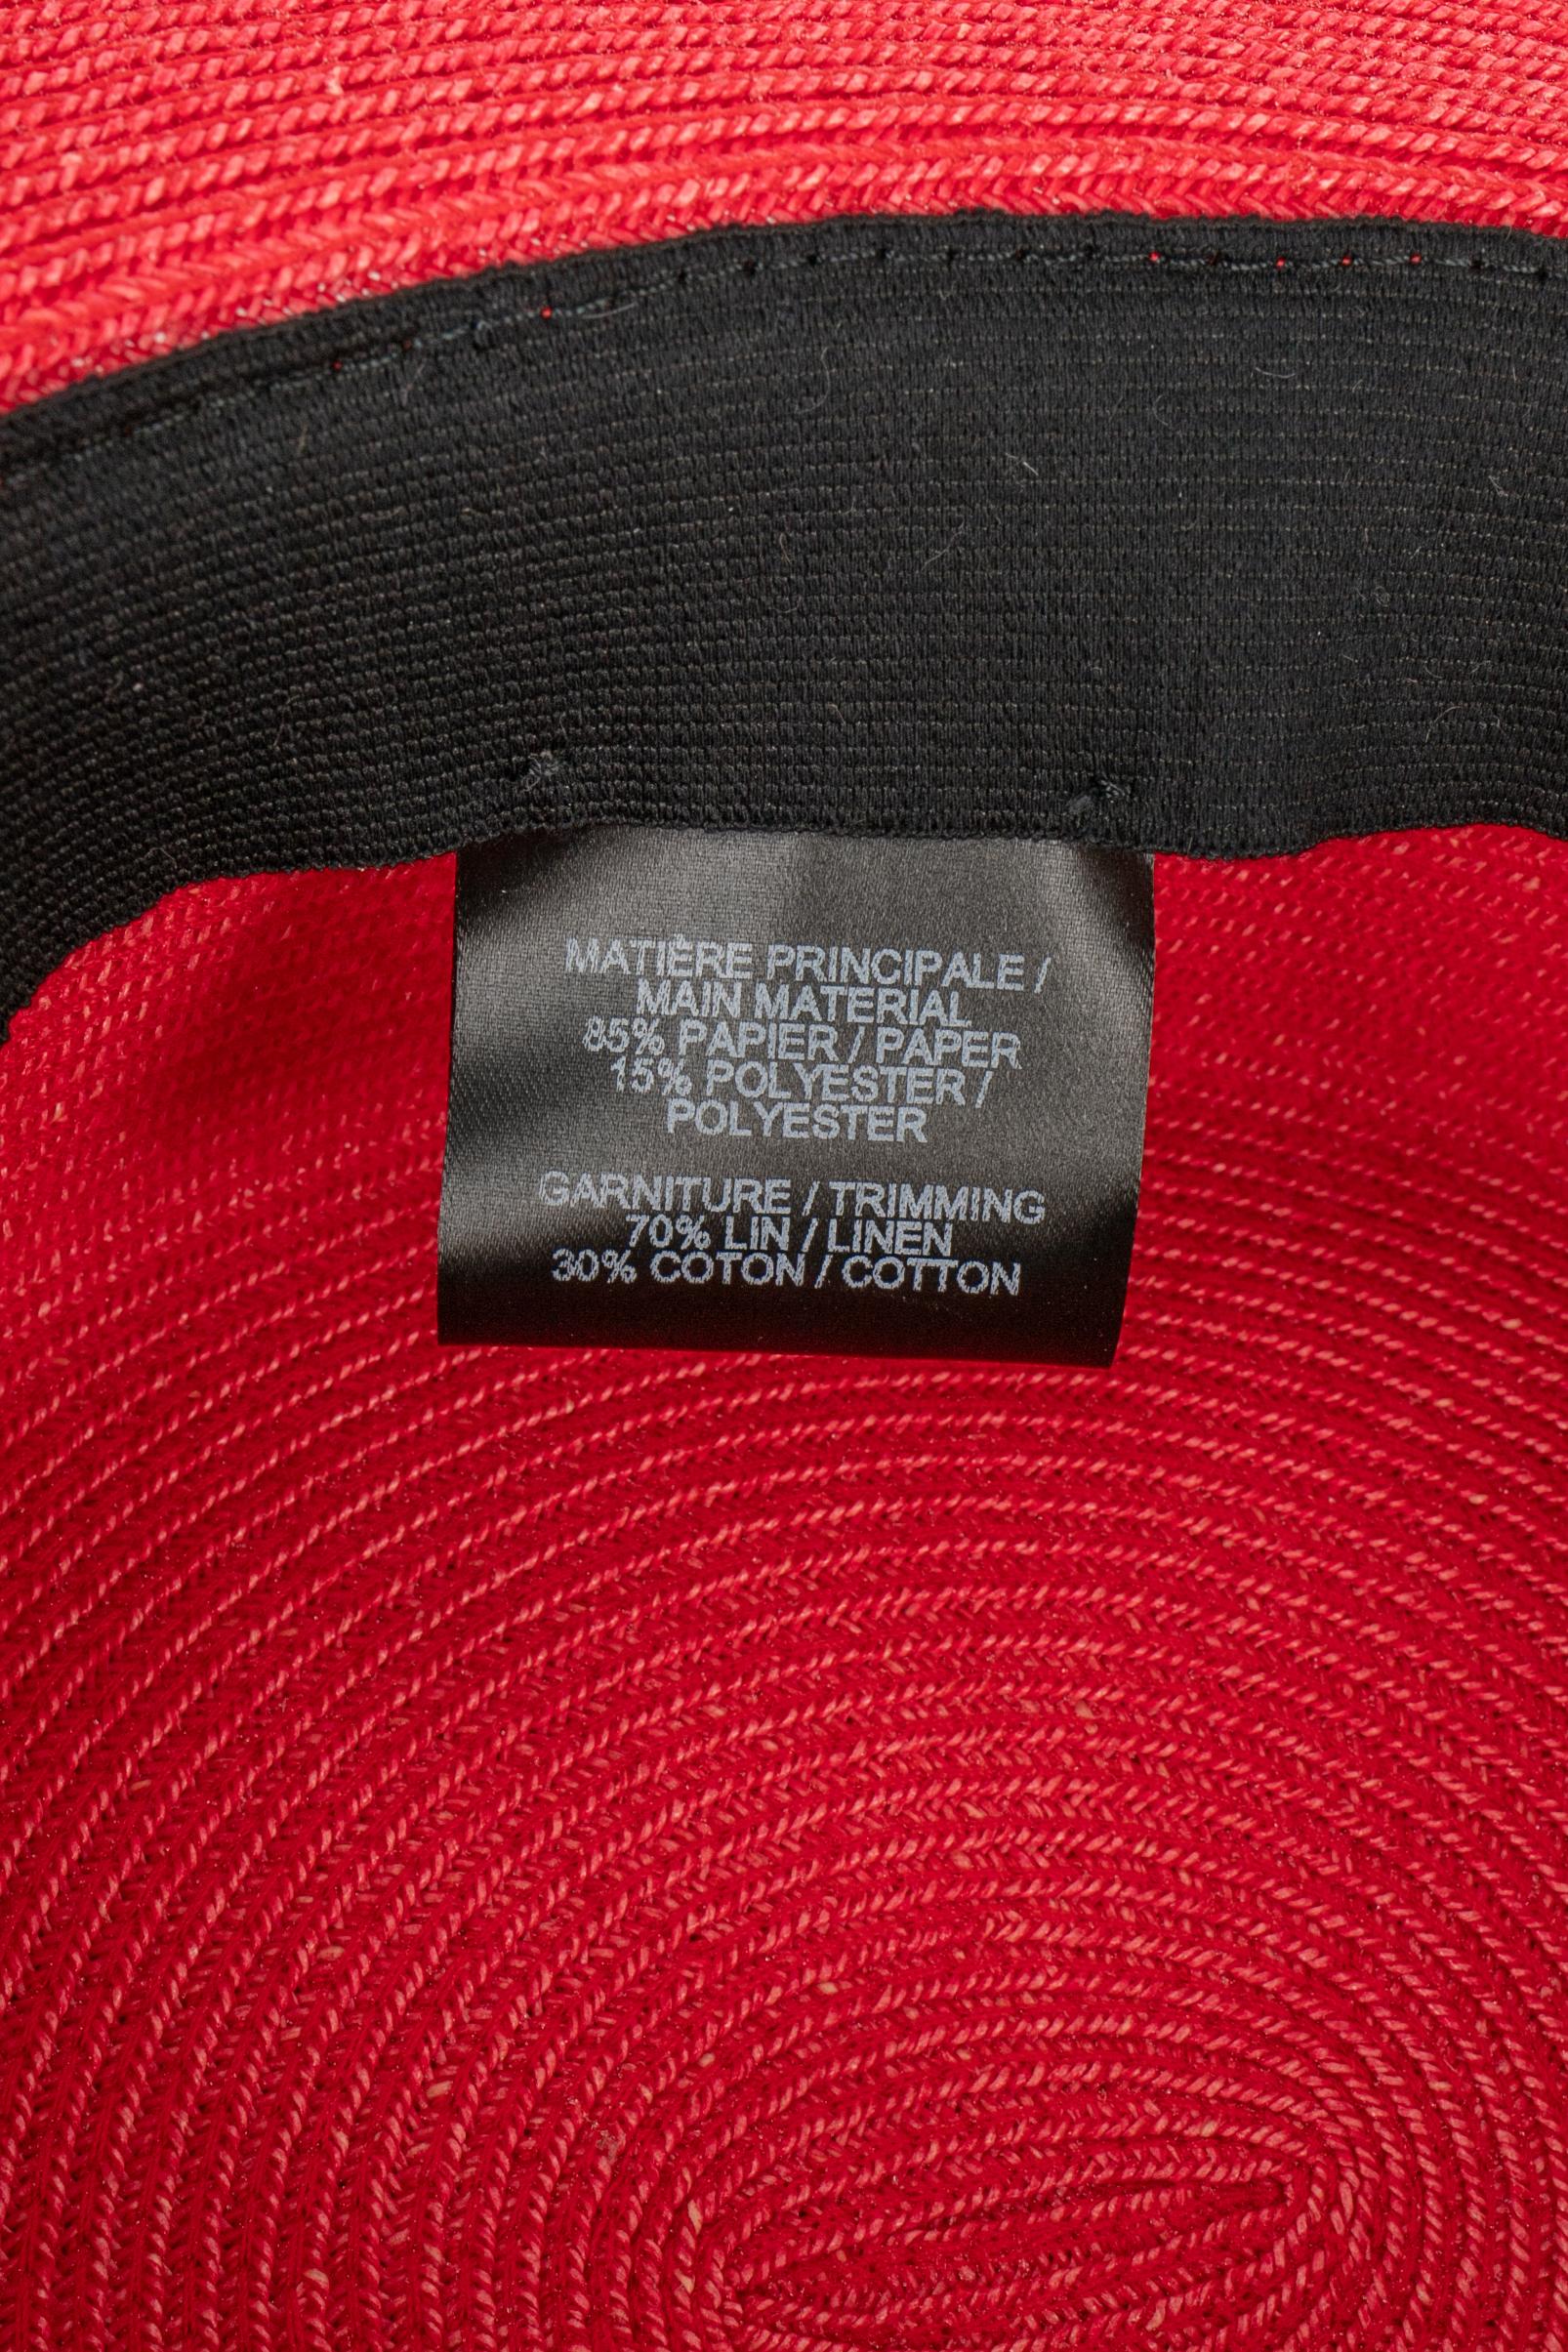 MATIÈRE PRINCIPALE /
MAIN MATERIAL
85% PAPIER / PAPER
15% POLYESTER /
POLYESTER
GARNITURE / TRIMMING
70% LIN / LINEN
30% COTON / COTTON